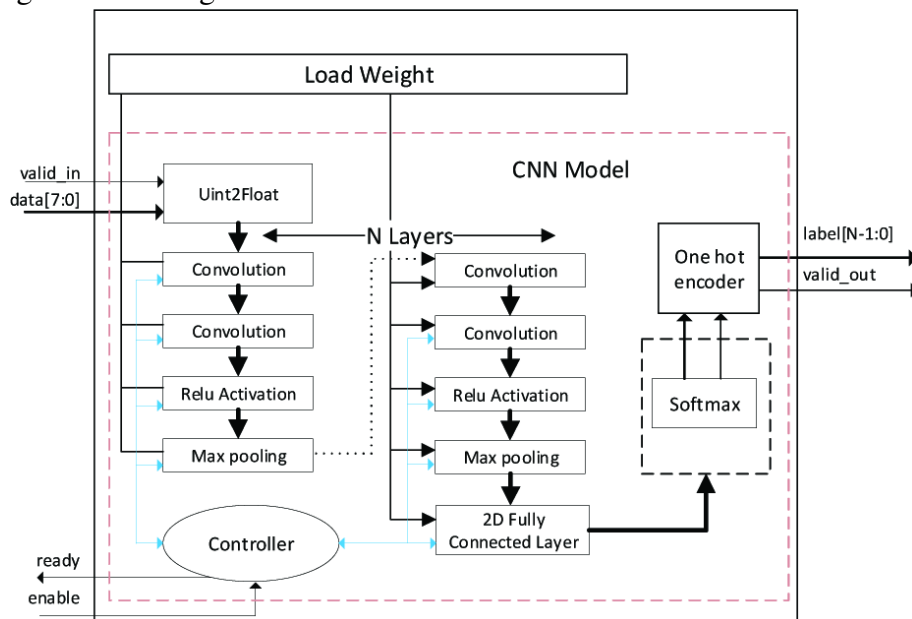 Load Weight
CNN Model
valid_in
data[7:0]
Uint2Float
N Layers
Convolution
Convolution
Relu Activation
Max pooling
Convolution
Convolution
Relu Activation
Max pooling
2D Fully
Connected Layer
One hot
encoder
Softmax
label[N-1:0]
valid_out
Controller
ready
enable